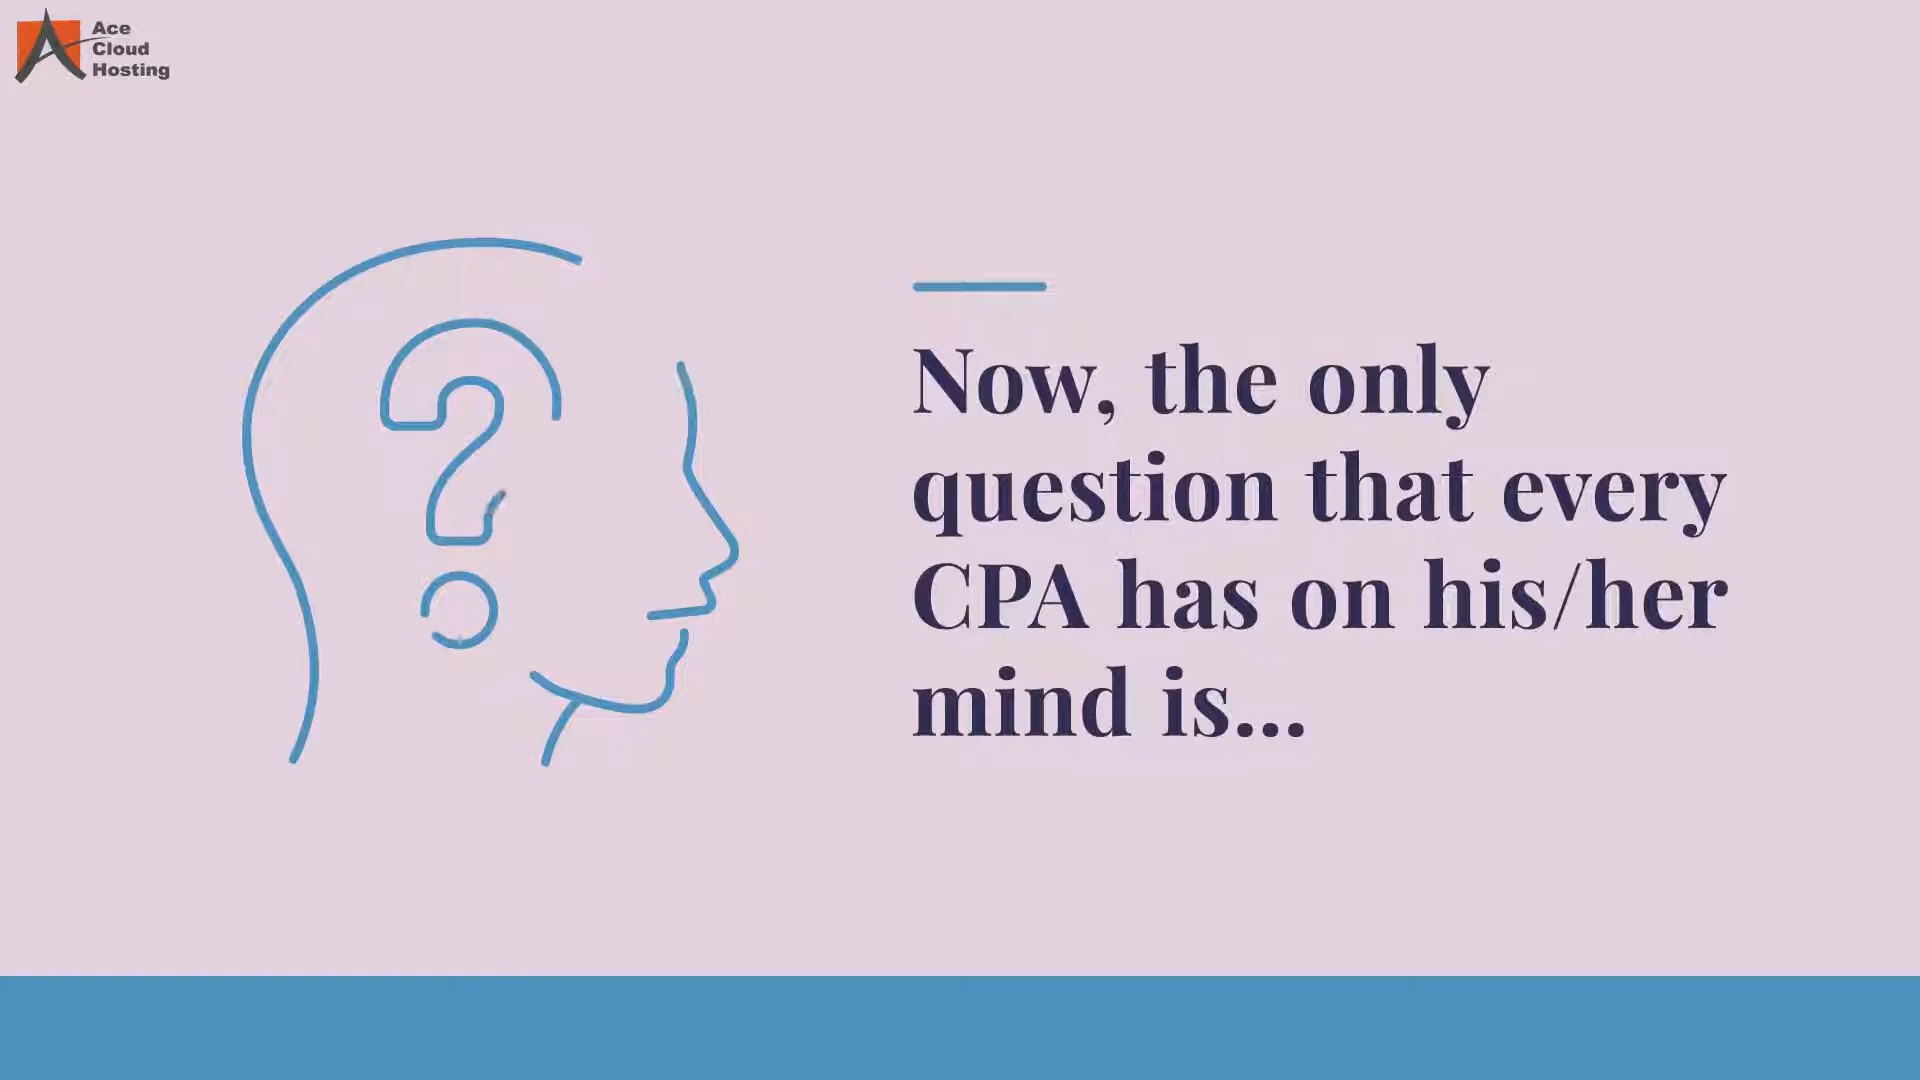 Ace
Cloud
Hosting
Now, the only
question that every
CPA has on his/her
mind is...